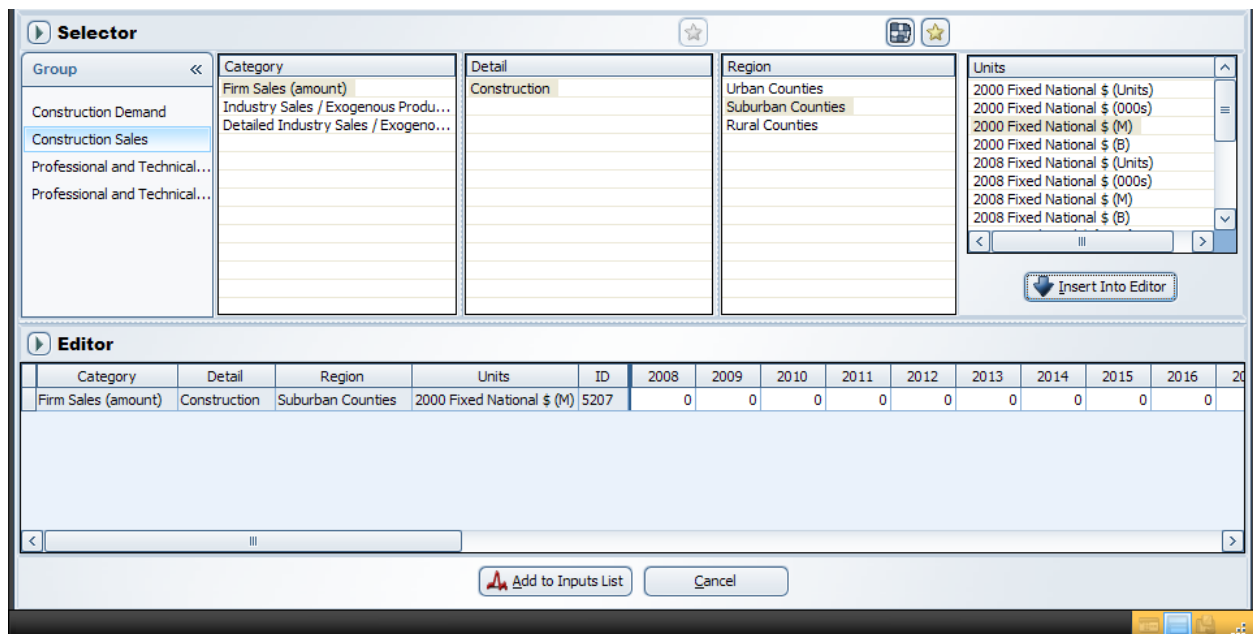 Selector
Group «
Construction Demand
Construction Sales
Professional and Technical...
Professional and Technical...
Category
Firm Sales (amount)
Industry Sales / Exogenous Produ...
Detailed Industry Sales / Exogeno...
Detail
Construction
Region
Urban Counties
Suburban Counties
Rural Counties
Units
2000 Fixed National $ (Units)
2000 Fixed National $ (000s)
2000 Fixed National $ (M)
2000 Fixed National $ (B)
2008 Fixed National $ (Units)
2008 Fixed National $ (000s)
2008 Fixed National $ (M)
2008 Fixed National $ (B)
Insert Into Editor
Editor
Category Detail Region Units ID 2008 2009 2010 2011 2012 2013 2014 2015 2016 20
Firm Sales (amount) Construction Suburban Counties 2000 Fixed National $ (M) 5207 0 0 0 0 0 0 0 0 0
Add to Inputs List Cancel